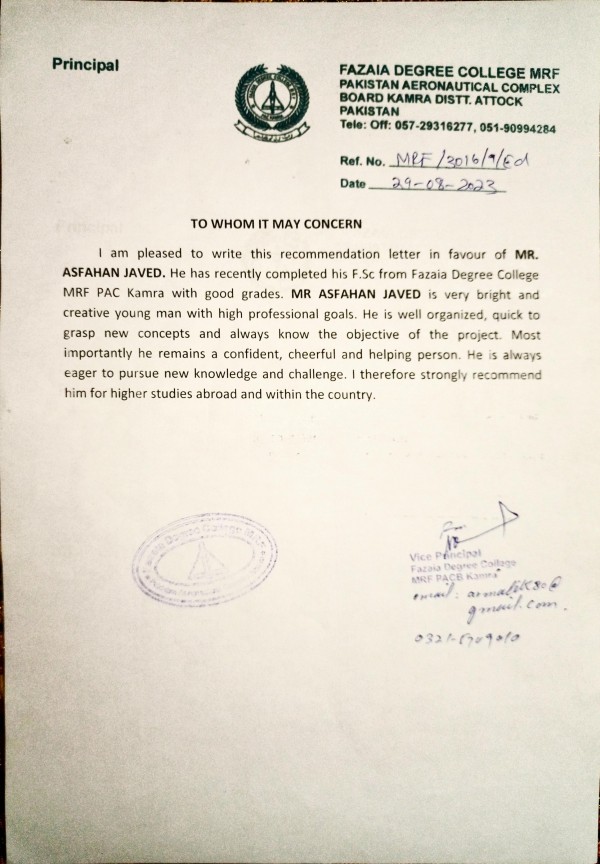 Principal
FAZAIA DEGREE COLLEGE MRF
PAKISTAN AERONAUTICAL COMPLEX
BOARD KAMRA DISTT. ATTOCK
PAKISTAN
Tele: Off: 057-29316277, 051-90994284
Ref. No. MRF/3016/9/Ed
Date 29-08-2023
TO WHOM IT MAY CONCERN
I am pleased to write this recommendation letter in favour of MR.
ASFAHAN JAVED. He has recently completed his F.Sc from Fazaia Degree College
MRF PAC Kamra with good grades. MR ASFAHAN JAVED is very bright and
creative young man with high professional goals. He is well organized, quick to
grasp new concepts and always know the objective of the project. Most
importantly he remains a confident, cheerful and helping person. He is always
eager to pursue new knowledge and challenge. I therefore strongly recommend
him for higher studies abroad and within the country.
Fazaia Degree College
Vice Principal
Fazaia Degree College
MRF PACB Kamra
email:
gmail.com.